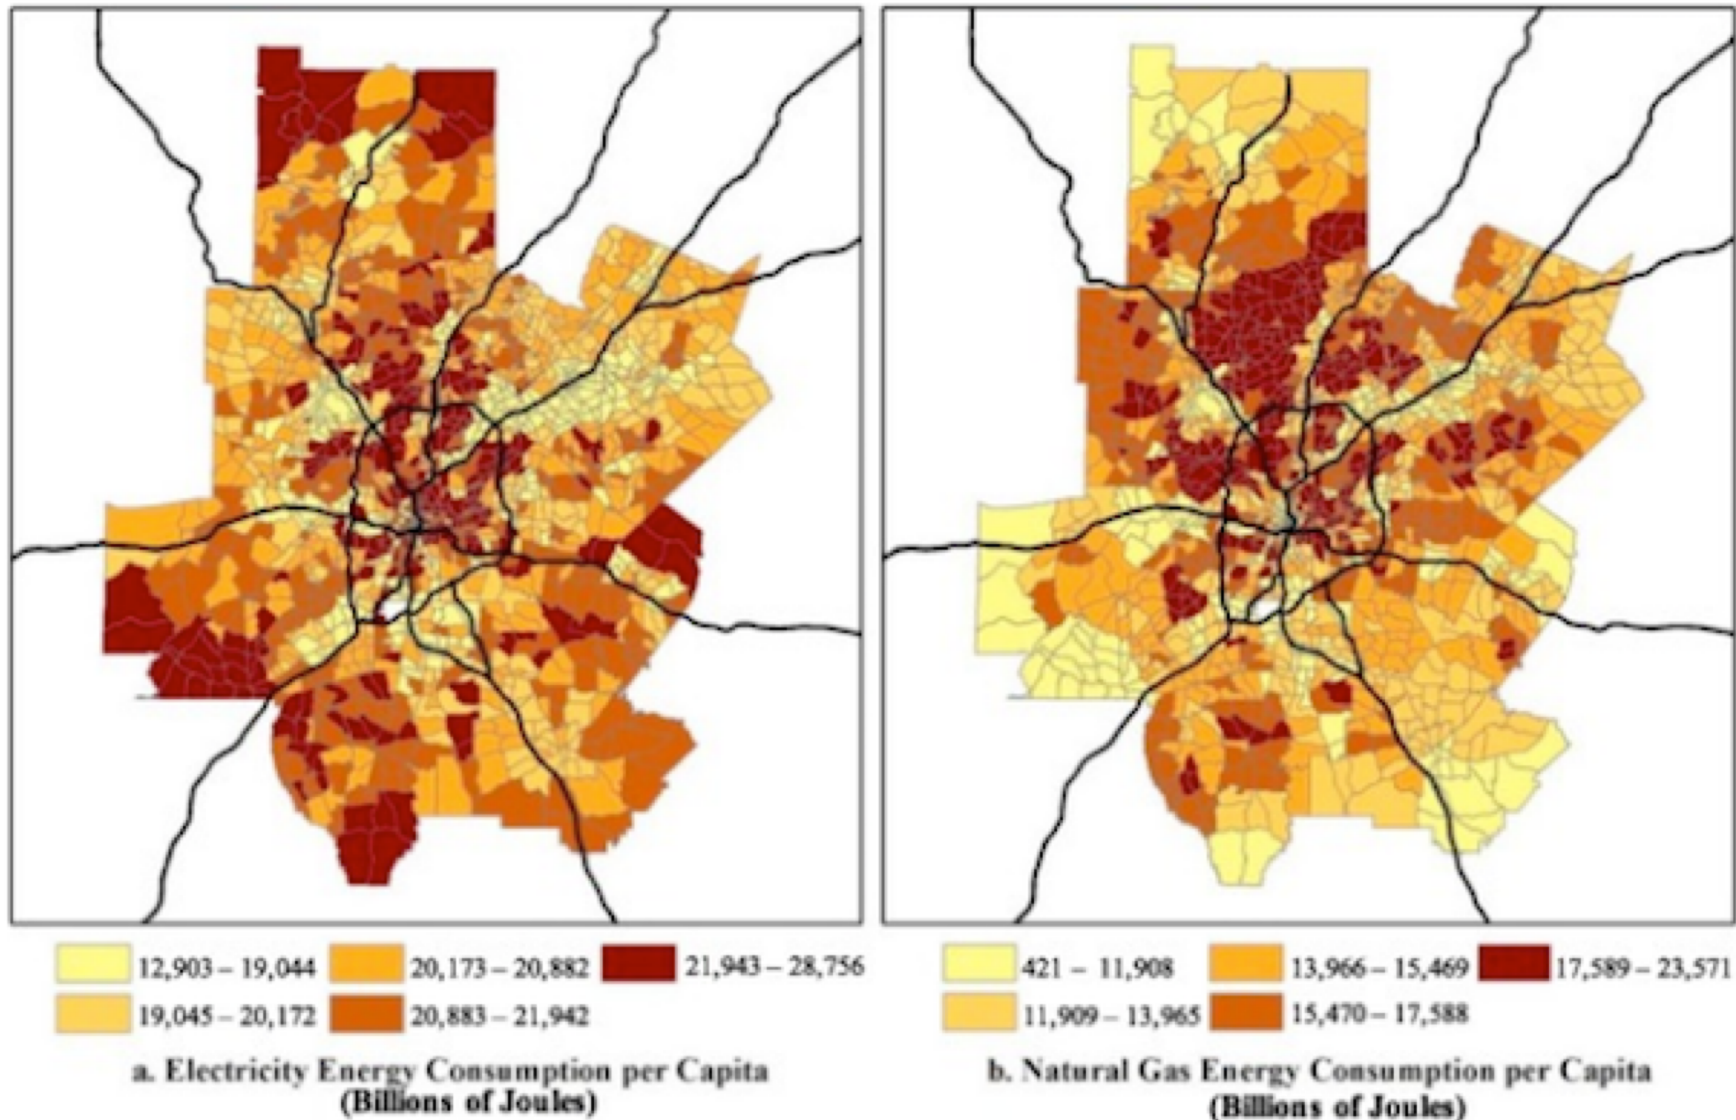 12,903 – 19,044
20,173 – 20,882
21,943 – 28,756
19,045 – 20,172
20,883 – 21,942
a. Electricity Energy Consumption per Capita
(Billions of Joules)
421 – 11,908
13,966 – 15,469
17,589 – 23,571
11,909 – 13,965
15,470 – 17,588
b. Natural Gas Energy Consumption per Capita
(Billions of Joules)